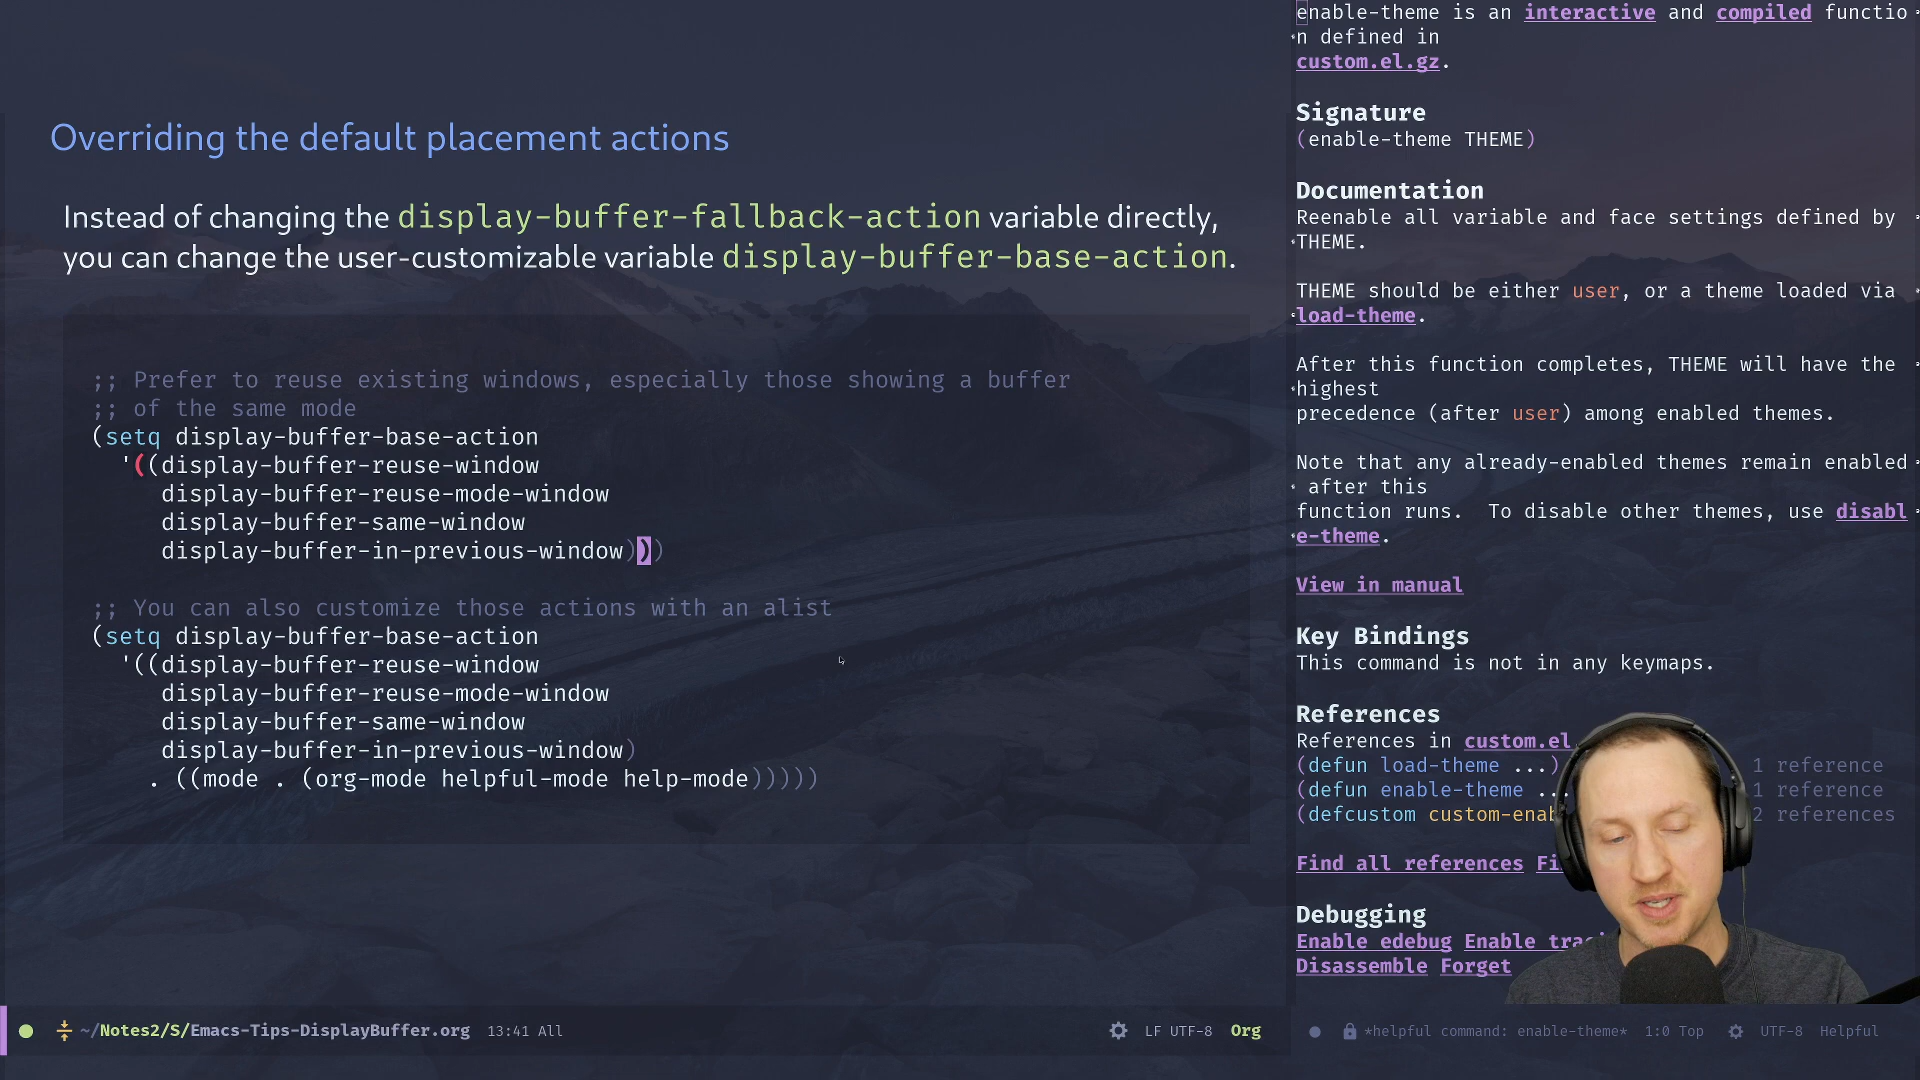 Overriding the default placement actions
Instead of changing the display-buffer-fallback-action variable directly,
you can change the user-customizable variable display-buffer-base-action.
;; Prefer to reuse existing windows, especially those showing a buffer
;; of the same mode
(setq display-buffer-base-action
'((display-buffer-reuse-window
display-buffer-reuse-mode-window
display-buffer-same-window
display-buffer-in-previous-window)))
;; You can also customize those actions with an alist
(setq display-buffer-base-action
'((display-buffer-reuse-window
display-buffer-reuse-mode-window
display-buffer-same-window
display-buffer-in-previous-window)
. ((mode . (org-mode helpful-mode help-mode)))))
~/Notes2/S/Emacs-Tips-DisplayBuffer.org 13:41 All LF UTF-8 Org
enable-theme is an interactive and compiled functio
n defined in
custom.el.gz.
Signature
(enable-theme THEME)
Documentation
Reenable all variable and face settings defined by
THEME.
THEME should be either user, or a theme loaded via
load-theme.
After this function completes, THEME will have the
highest
precedence (after user) among enabled themes.
Note that any already-enabled themes remain enabled
after this
function runs.  To disable other themes, use disabl
e-theme.
View in manual
Key Bindings
This command is not in any keymaps.
References
References in custom.el
(defun load-theme ...) 1 reference
(defun enable-theme ... 1 reference
(defcustom custom-enab 2 references
Find all references Fi
Debugging
Enable edebug Enable traci
Disassemble Forget
*helpful command: enable-theme* 1:0 Top UTF-8 Helpful